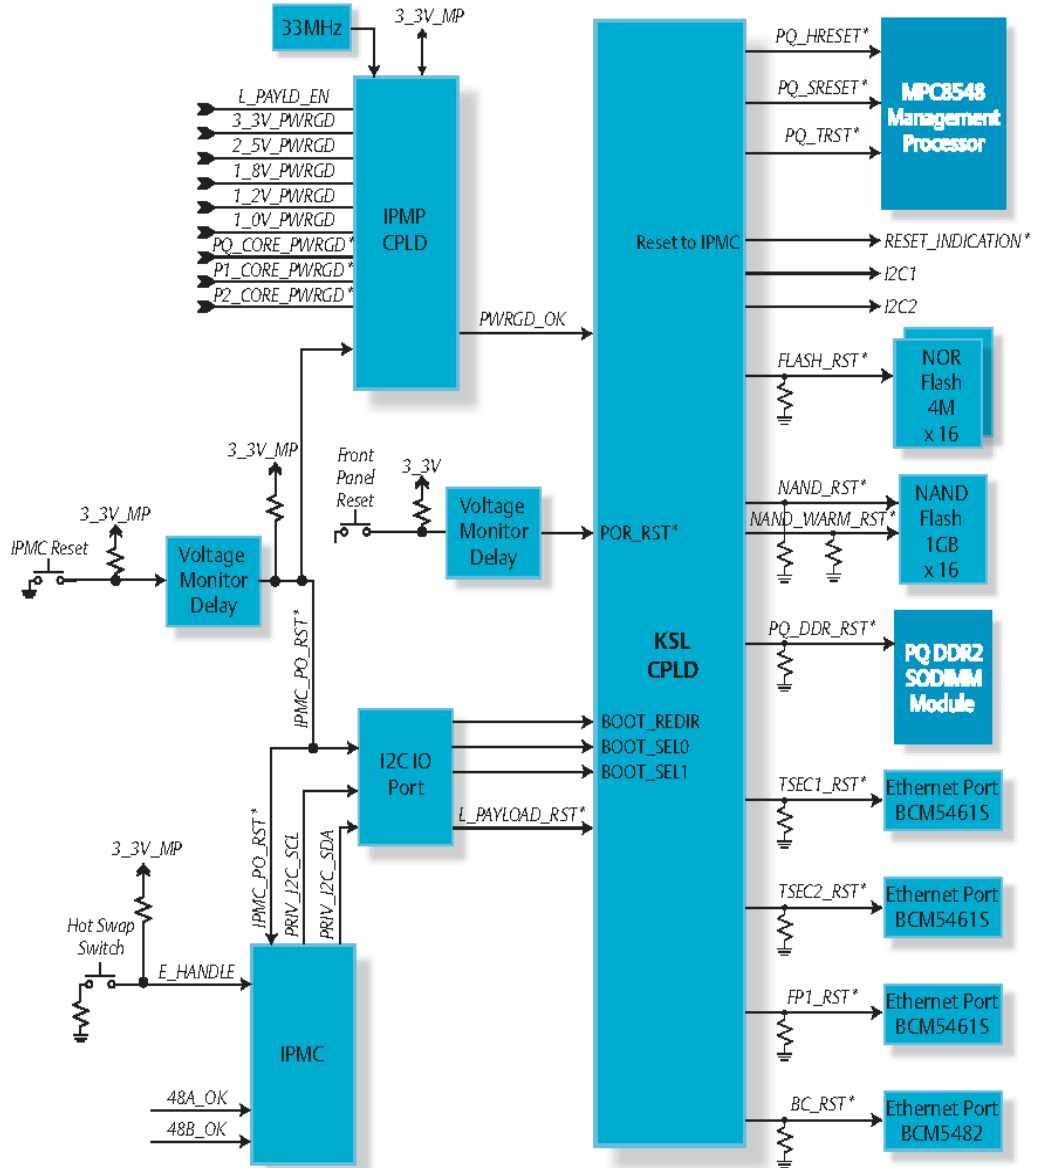 33MHz
3_3V_MP
L_PAYLD_EN
3_3V_PWRGD
2_5V_PWRGD
1_8V_PWRGD
1_2V_PWRGD
1_0V_PWRGD
PQ_CORE_PWRGD*
P1_CORE_PWRGD*
P2_CORE_PWRGD*
IPMP
CPLD
PWRGD_OK
3_3V_MP
3_3V_MP
IPMC Reset
Voltage
Monitor
Delay
Front
Panel
Reset
3_3V
Voltage
Monitor
Delay
POR_RST*
IPMC_PO_RST*
I2C IO
Port
BOOT_REDIR
BOOT_SEL0
BOOT_SEL1
L_PAYLOAD_RST*
IPMC_PO_RST*
PRIV_I2C_SCL
PRIV_I2C_SDA
3_3V_MP
Hot Swap
Switch
E_HANDLE
IPMC
48A_OK
48B_OK
KSL
CPLD
Reset to IPMC
PQ_HRESET*
PQ_SRESET*
PQ_TRST*
MPC8548
Management
Processor
RESET_INDICATION*
I2C1
I2C2
FLASH_RST*
NOR
Flash
4M
x 16
NAND_RST*
NAND_WARM_RST*
NAND
Flash
1GB
x 16
PQ_DDR_RST*
PQ DDR2
SODIMM
Module
TSEC1_RST*
Ethernet Port
BCM5461S
TSEC2_RST*
Ethernet Port
BCM5461S
FP1_RST*
Ethernet Port
BCM5461S
BC_RST*
Ethernet Port
BCM5482